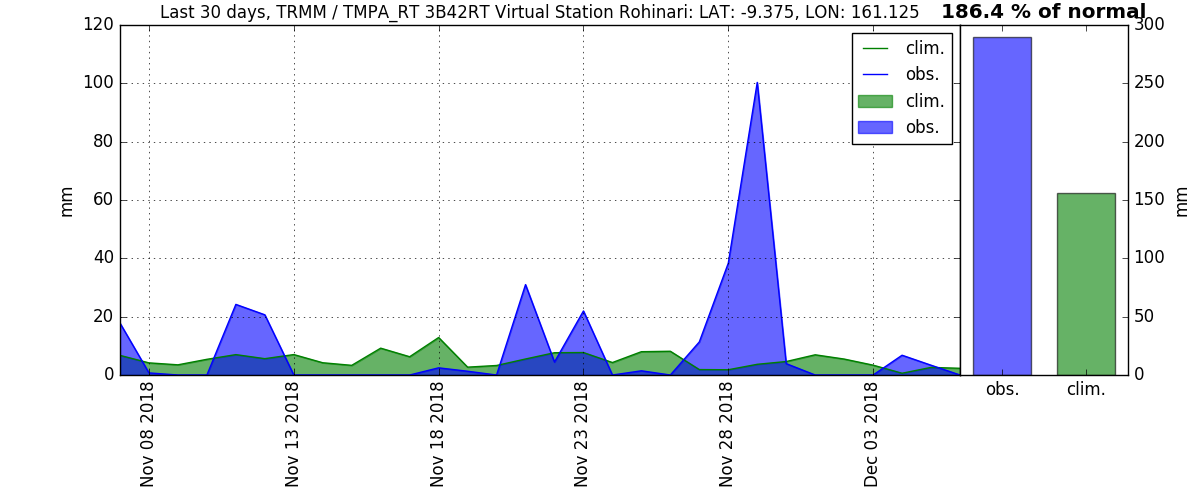 Last 30 days, TRMM / TMPA_RT 3B42RT Virtual Station Rohinari: LAT: -9.375, LON: 161.125
186.4 % of normal
120
100
80
60
40
20
0
mm
clim.
obs.
clim.
obs.
300
250
200
150
100
50
0
mm
Nov 08 2018
Nov 13 2018
Nov 18 2018
Nov 23 2018
Nov 28 2018
Dec 03 2018
obs.
clim.